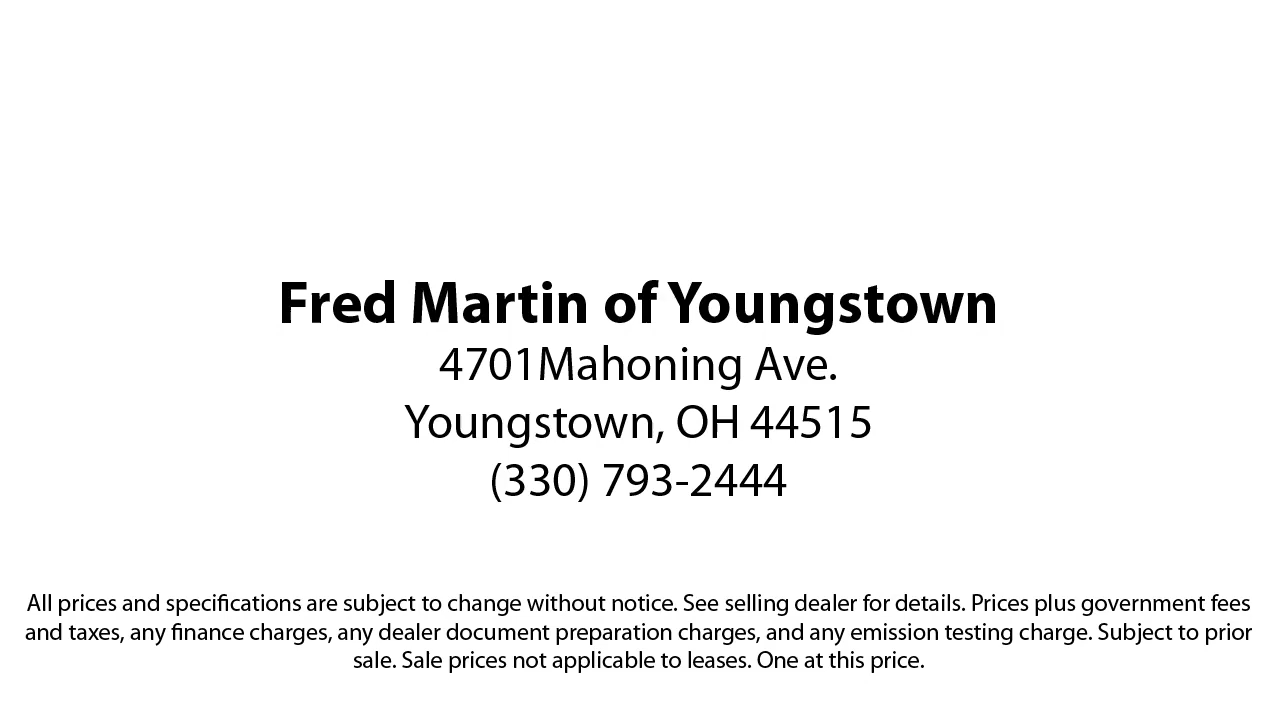 Fred Martin of Youngstown
4701Mahoning Ave.
Youngstown, OH 44515
(330) 793-2444
All prices and specifications are subject to change without notice. See selling dealer for details. Prices plus government fees
and taxes, any finance charges, any dealer document preparation charges, and any emission testing charge. Subject to prior
sale. Sale prices not applicable to leases. One at this price.